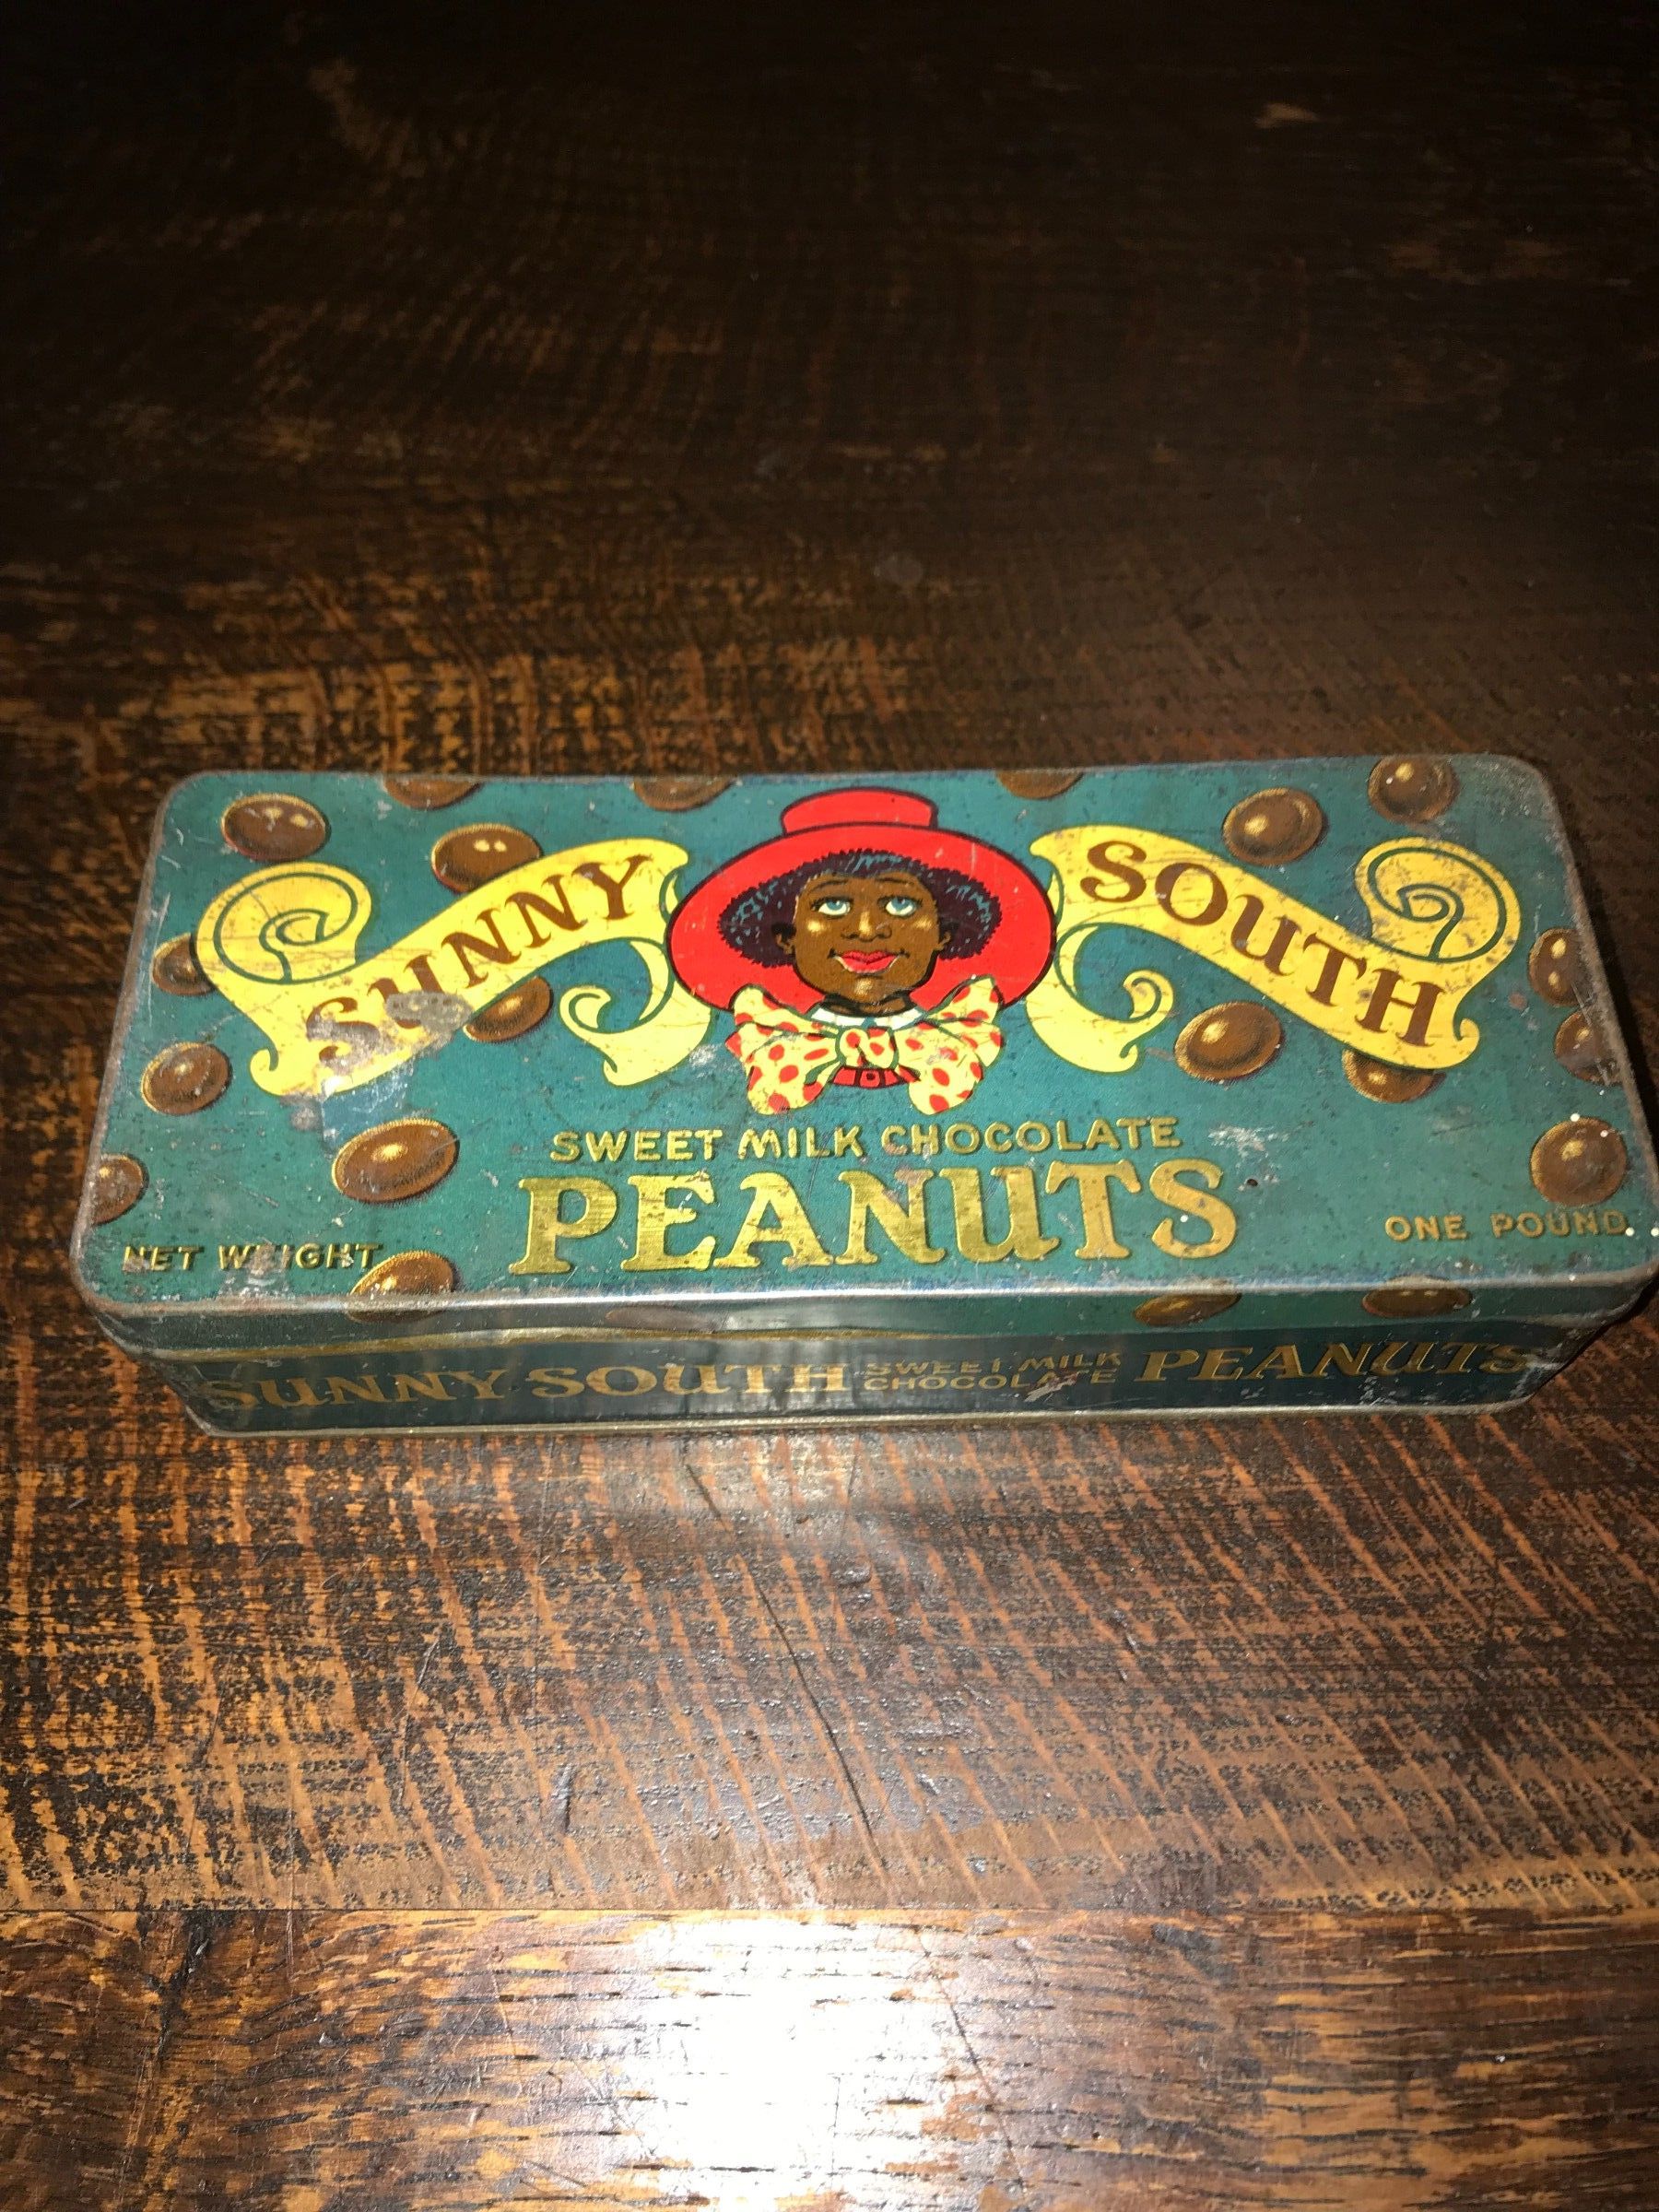 SUNNY SOUTH
SWEET MILK CHOCOLATE
PEANUTS
NET WEIGHT
ONE POUND.
SUNNY SOUTH SWEET MILK CHOCOLATE PEANUTS